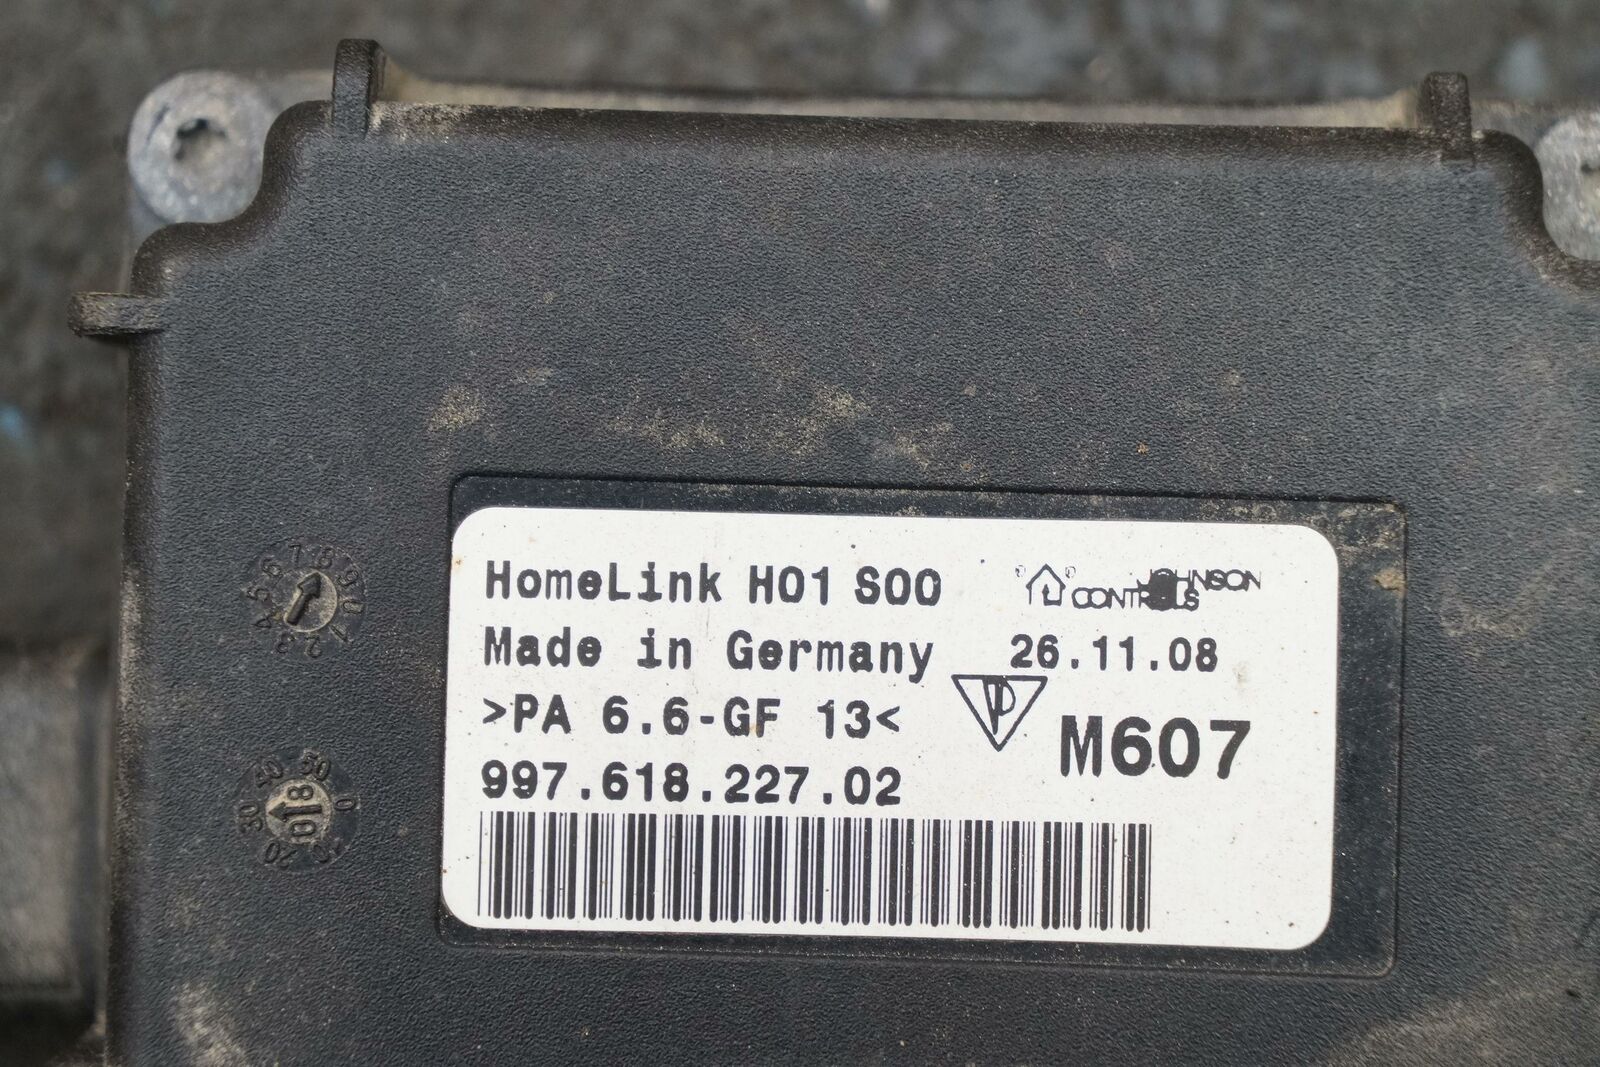 HomeLink H01 S00
JOHNSON CONTROLS
Made in Germany
26.11.08
>PA 6.6-GF 13<
M607
997.618.227.02